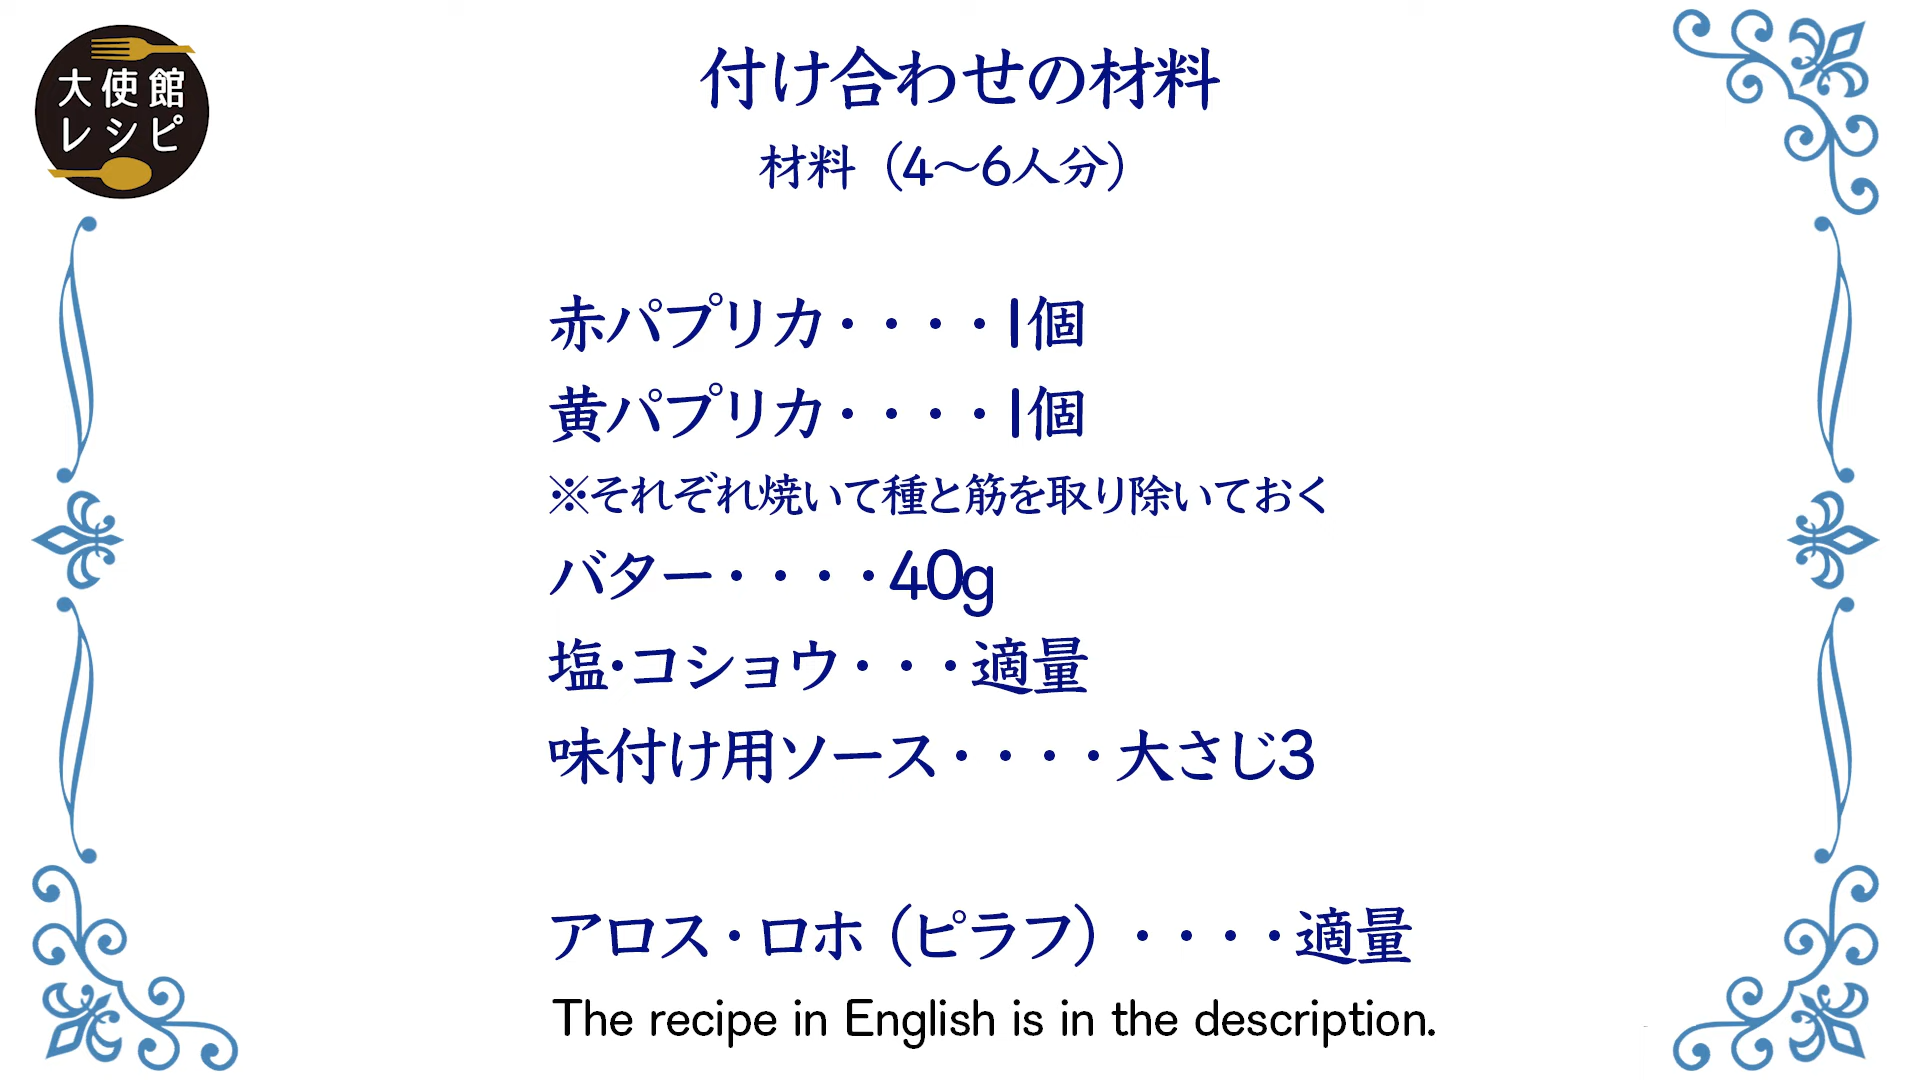 大使館
レシピ
付け合わせの材料
材料（4〜6人分）
赤パプリカ・・・・1個
黄パプリカ・・・・1個
※それぞれ焼いて種と筋を取り除いておく
バター・・・・40g
塩・コショウ・・・適量
味付け用ソース・・・・大さじ3
アロス・ロホ（ピラフ）・・・・適量
The recipe in English is in the description.